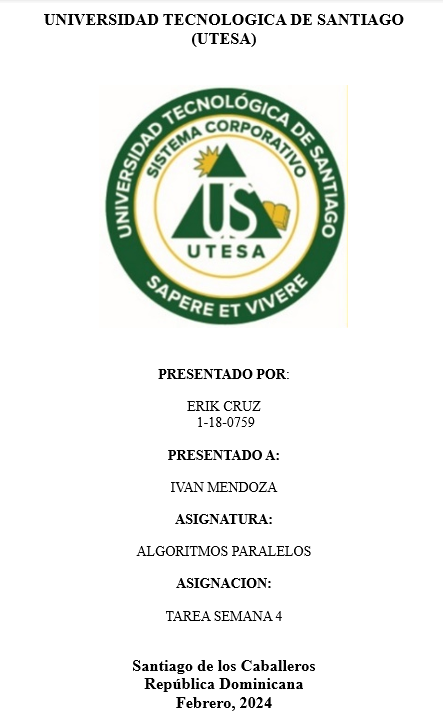 UNIVERSIDAD TECNOLOGICA DE SANTIAGO
(UTESA)
UNIVERSIDAD TECNOLÓGICA DE SANTIAGO
SISTEMA CORPORATIVO
US
UTESA
SAPERE ET VIVERE
PRESENTADO POR:
ERIK CRUZ
1-18-0759
PRESENTADO A:
IVAN MENDOZA
ASIGNATURA:
ALGORITMOS PARALELOS
ASIGNACION:
TAREA SEMANA 4
Santiago de los Caballeros
República Dominicana
Febrero, 2024